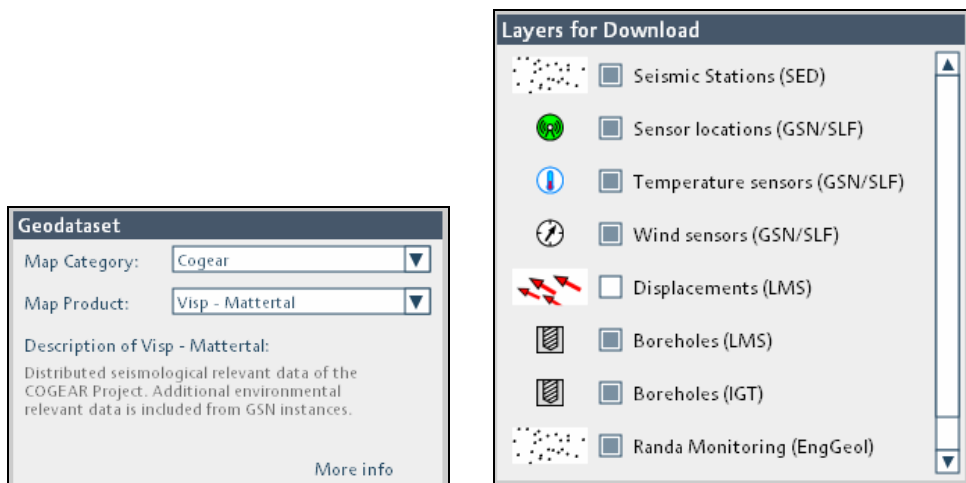 Geodataset
Map Category: Cogear
Map Product: Visp - Mattertal
Description of Visp - Mattertal:
Distributed seismological relevant data of the
COGEAR Project. Additional environmental
relevant data is included from GSN instances.
More info
Layers for Download
Seismic Stations (SED)
Sensor locations (GSN/SLF)
Temperature sensors (GSN/SLF)
Wind sensors (GSN/SLF)
Displacements (LMS)
Boreholes (LMS)
Boreholes (IGT)
Randa Monitoring (EngGeol)